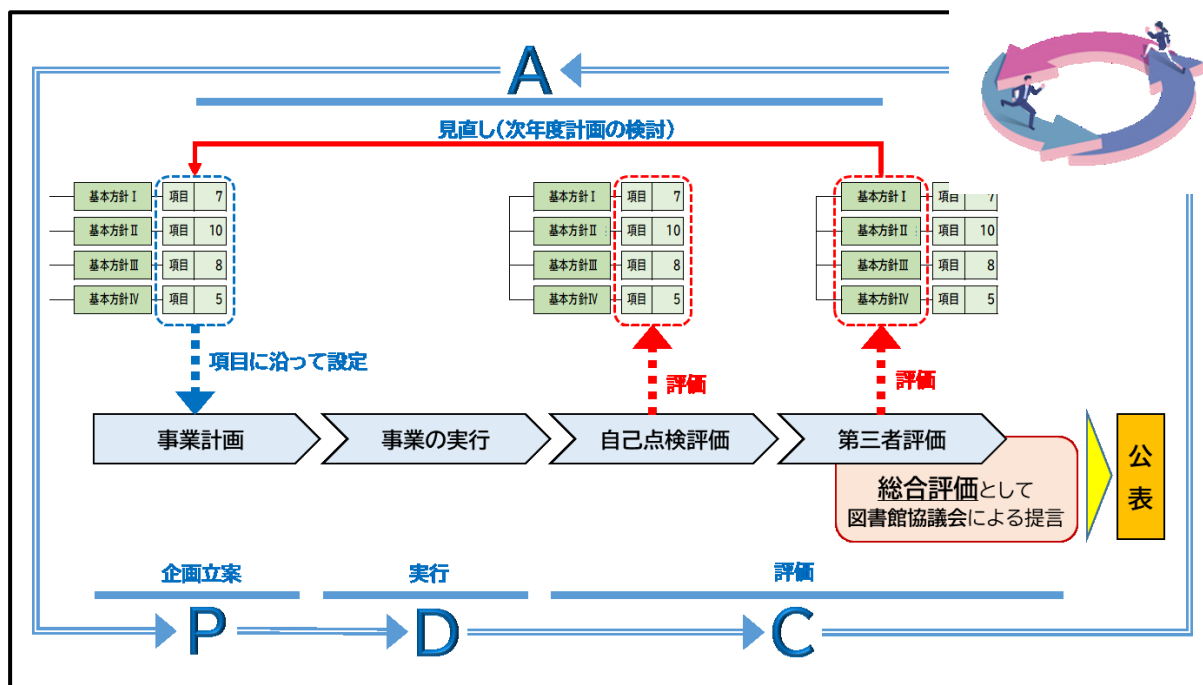 A
見直し（次年度計画の検討）
基本方針Ⅰ 項目 7
基本方針Ⅱ 項目 10
基本方針Ⅲ 項目 8
基本方針Ⅳ 項目 5
基本方針Ⅰ 項目 7
基本方針Ⅱ 項目 10
基本方針Ⅲ 項目 8
基本方針Ⅳ 項目 5
基本方針Ⅰ 項目 7
基本方針Ⅱ 項目 10
基本方針Ⅲ 項目 8
基本方針Ⅳ 項目 5
項目に沿って設定
評価
評価
事業計画
事業の実行
自己点検評価
第三者評価
総合評価として
図書館協議会による提言
公
表
企画立案
実行
評価
P
D
C